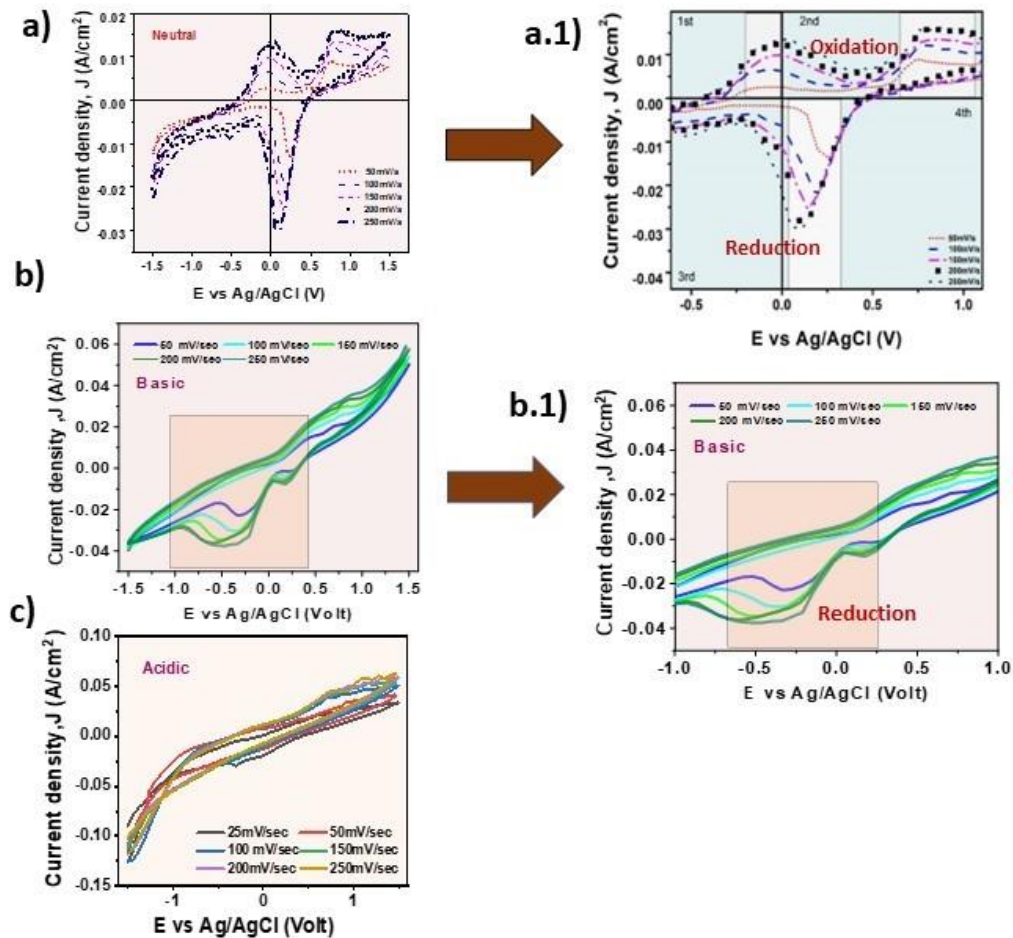 a)
Neutral
Current density, J (A/cm²)
0.02
0.01
0.00
-0.01
-0.02
-0.03
50mV/s
100mV/s
150mV/s
200mV/s
250mV/s
-1.5 -1.0 -0.5 0.0 0.5 1.0 1.5
E vs Ag/AgCl (V)
a.1)
1st 2nd
Oxidation
4th
Current density, J (A/cm²)
0.02
0.01
0.00
-0.01
-0.02
-0.03
-0.04
Reduction
3rd
50mV/s
100mV/s
200mV/s
-0.5 0.0 0.5 1.0
E vs Ag/AgCl (V)
b)
50 mV/sec 100 mV/sec 150 mV/sec
200 mV/sec 250 mV/sec
Basic
Current density ,J (A/cm²)
0.06
0.04
0.02
0.00
-0.02
-0.04
-1.5 -1.0 -0.5 0.0 0.5 1.0 1.5
E vs Ag/AgCl (Volt)
b.1)
50 mV/sec 100 mV/sec 150 mV/sec
200 mV/sec 250 mV/sec
Basic
Current density ,J (A/cm²)
0.06
0.04
0.02
0.00
-0.02
-0.04
Reduction
-1.0 -0.5 0.0 0.5 1.0
E vs Ag/AgCl (Volt)
c)
Acidic
Current density ,J (A/cm²)
0.10
0.05
0.00
-0.05
-0.10
-0.15
25mV/sec 50mV/sec
100 mV/sec 150mV/sec
200mV/sec 250mV/sec
-1 0 1
E vs Ag/AgCl (Volt)